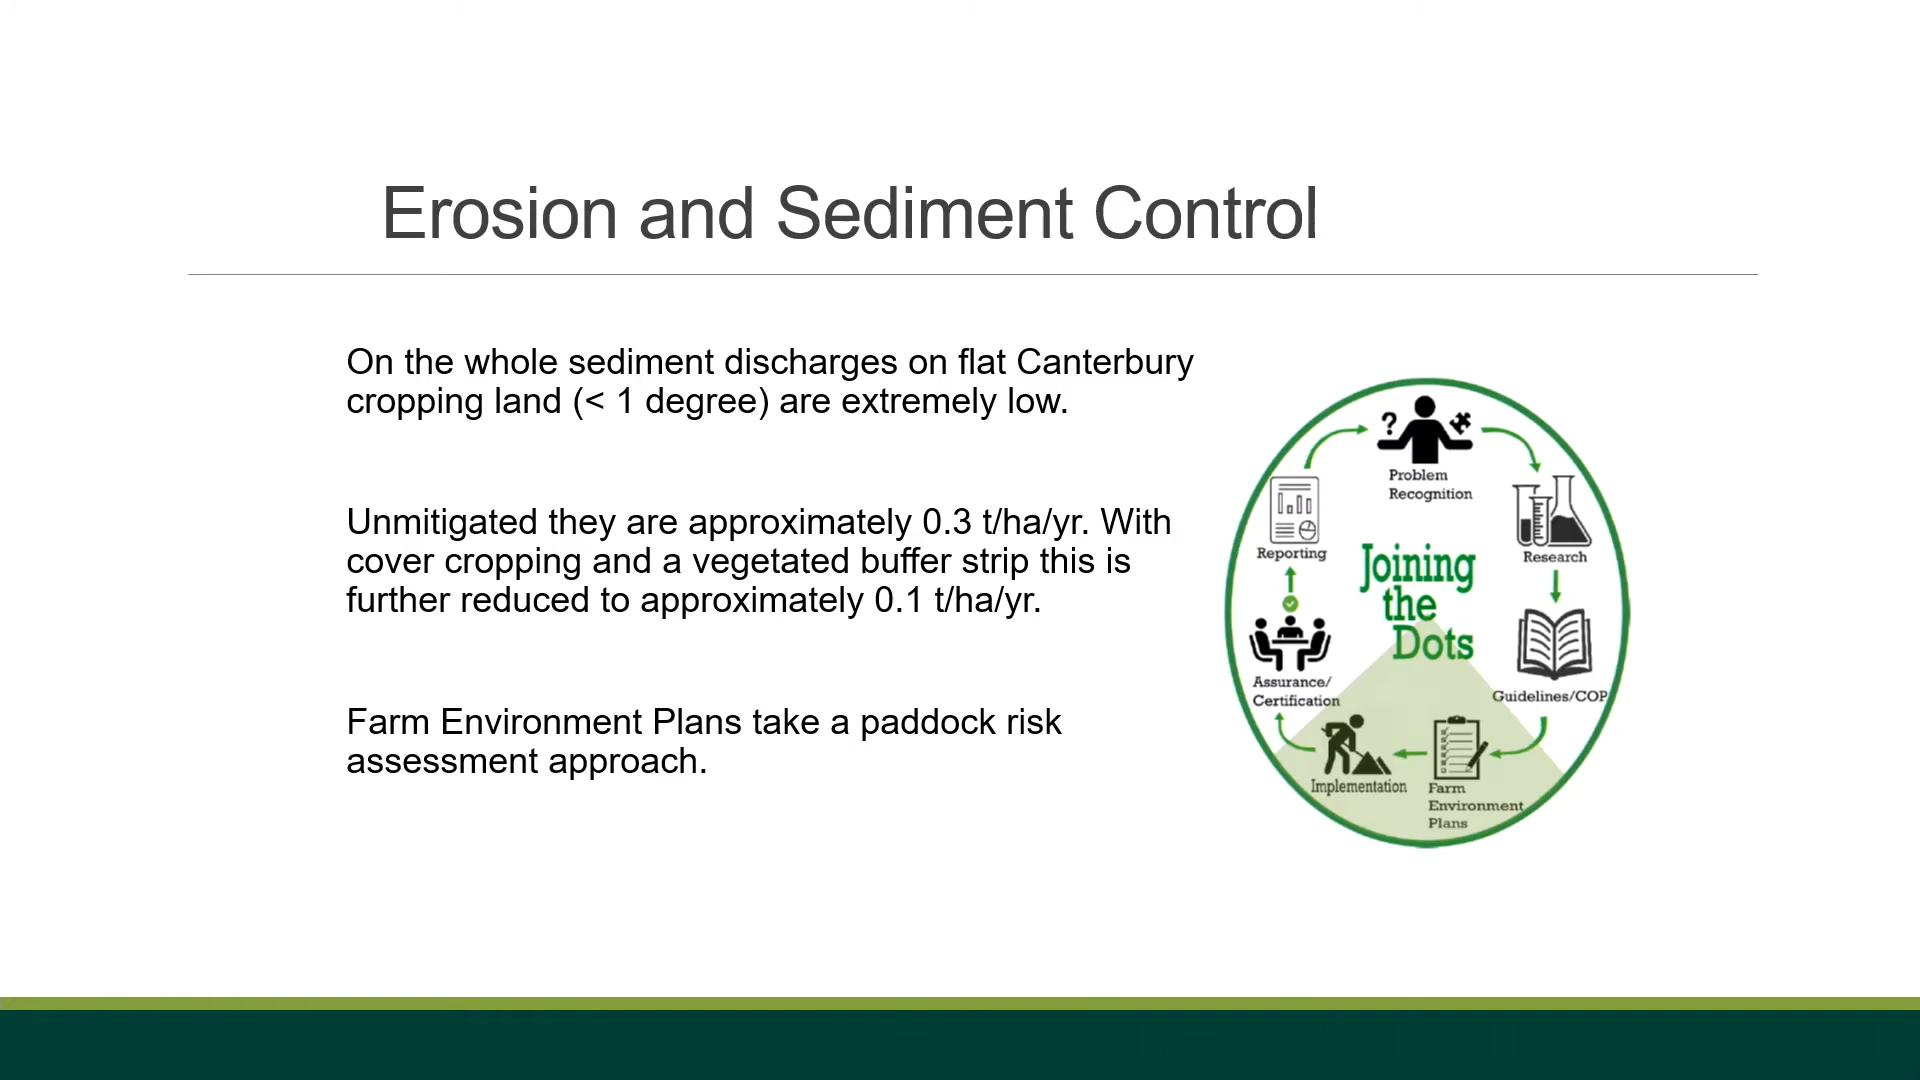 Erosion and Sediment Control
On the whole sediment discharges on flat Canterbury
cropping land (< 1 degree) are extremely low.
Unmitigated they are approximately 0.3 t/ha/yr. With
cover cropping and a vegetated buffer strip this is
further reduced to approximately 0.1 t/ha/yr.
Farm Environment Plans take a paddock risk
assessment approach.
?
Problem
Recognition
Research
Guidelines/COP
Farm
Environment
Plans
Implementation
Assurance/
Certification
Reporting
Joining
the
Dots